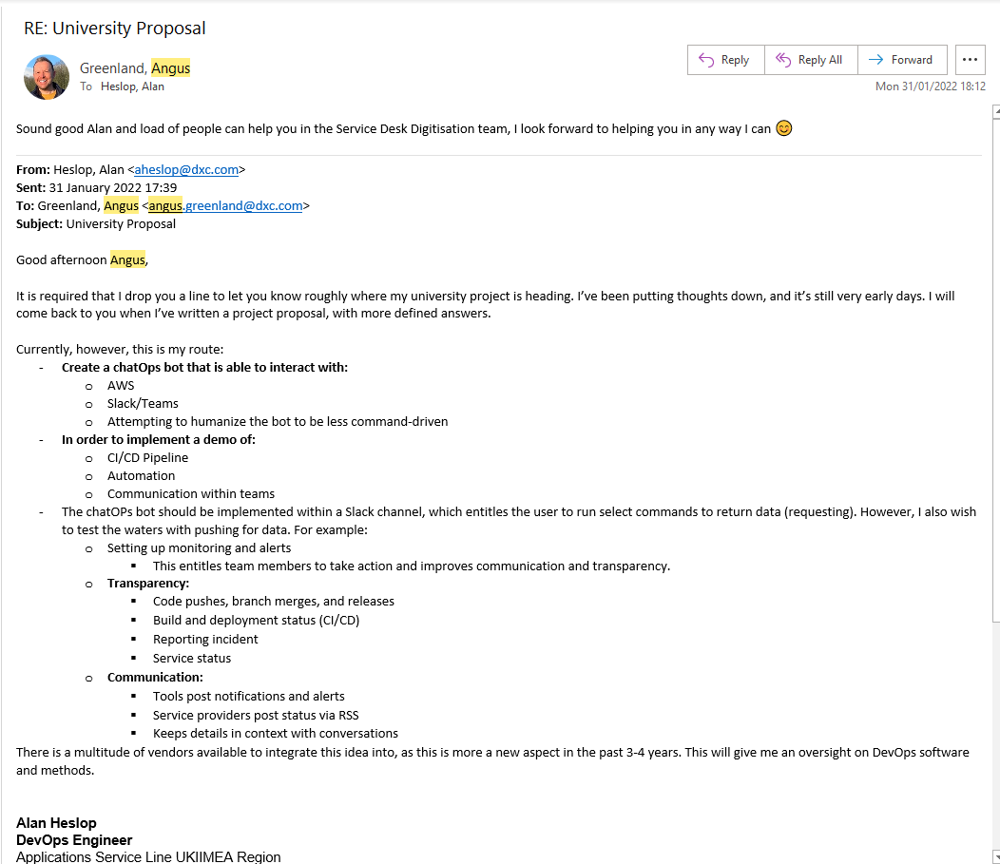 RE: University Proposal
Greenland, Angus
To Heslop, Alan
Reply
Reply All
Forward
Mon 31/01/2022 18:12
Sound good Alan and load of people can help you in the Service Desk Digitisation team, I look forward to helping you in any way I can 😊
From: Heslop, Alan <aheslop@dxc.com>
Sent: 31 January 2022 17:39
To: Greenland, Angus <angus.greenland@dxc.com>
Subject: University Proposal
Good afternoon Angus,
It is required that I drop you a line to let you know roughly where my university project is heading. I've been putting thoughts down, and it's still very early days. I will
come back to you when I've written a project proposal, with more defined answers.
Currently, however, this is my route:
- Create a chatOps bot that is able to interact with:
o AWS
o Slack/Teams
o Attempting to humanize the bot to be less command-driven
- In order to implement a demo of:
o CI/CD Pipeline
o Automation
o Communication within teams
- The chatOPs bot should be implemented within a Slack channel, which entitles the user to run select commands to return data (requesting). However, I also wish
to test the waters with pushing for data. For example:
o Setting up monitoring and alerts
▪ This entitles team members to take action and improves communication and transparency.
o Transparency:
▪ Code pushes, branch merges, and releases
▪ Build and deployment status (CI/CD)
▪ Reporting incident
▪ Service status
o Communication:
▪ Tools post notifications and alerts
▪ Service providers post status via RSS
▪ Keeps details in context with conversations
There is a multitude of vendors available to integrate this idea into, as this is more a new aspect in the past 3-4 years. This will give me an oversight on DevOps software
and methods.
Alan Heslop
DevOps Engineer
Applications Service Line UKIIMEA Region